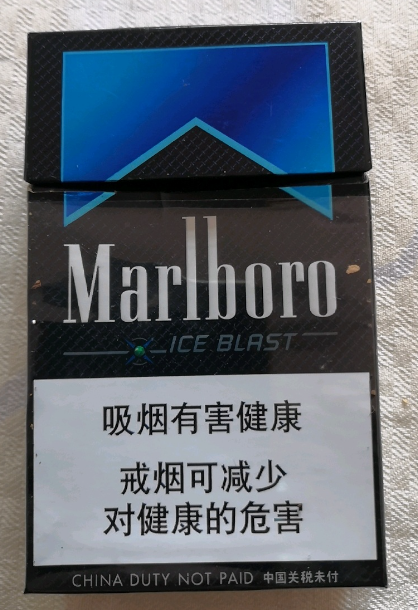 Marlboro
ICE BLAST
吸烟有害健康
戒烟可减少
对健康的危害
CHINA DUTY NOT PAID 中国关税未付